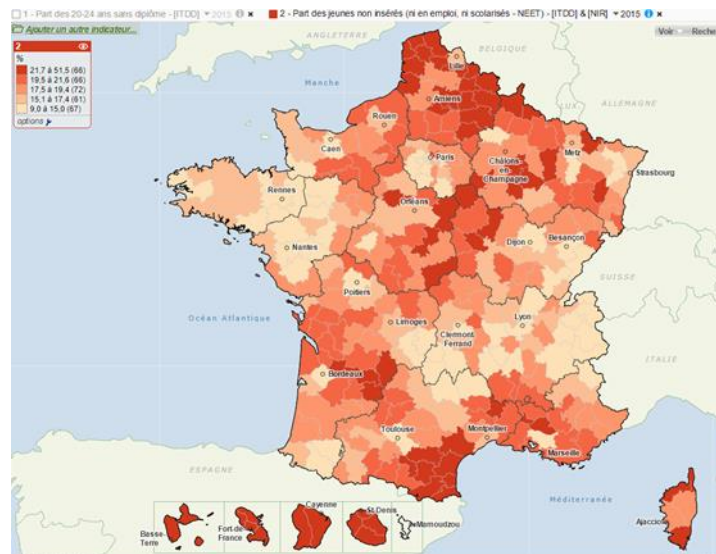 1 - Part des 20-24 ans sans diplôme - [ITDD] 2015
2 - Part des jeunes non insérés (ni en emploi, ni scolarisés - NEET) - [ITDD] & [NIR] 2015
Ajouter un autre indicateur...
Voir
Reche
2
%
21,7 à 51,5 (66)
19,5 à 21,6 (66)
17,5 à 19,4 (72)
15,1 à 17,4 (61)
9,0 à 15,0 (67)
options
ANGLETERRE
BELGIQUE
Manche
Lille
LUX.
ALLEMAGNE
Amiens
Rouen
Caen
Paris
Châlons
en
Champagne
Metz
Strasbourg
Rennes
Orléans
Nantes
Dijon
Besançon
SUISSE
Poitiers
Océan Atlantique
Limoges
Clermont
Ferrand
Lyon
ITALIE
Bordeaux
Toulouse
Montpellier
Marseille
ESPAGNE
Méditerranée
Ajaccio
Basse-
Terre
Fort-de
France
Cayenne
St-Denis
Mamoudzou